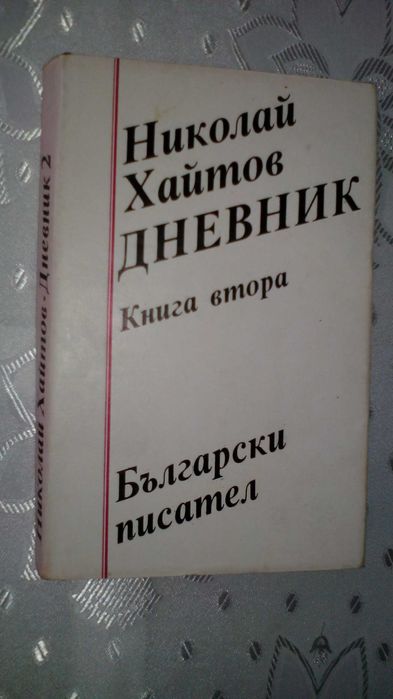 Николай
Хайтов
ДНЕВНИК
Книга втора
Български
писател
Николай Хайтов · Дневник 2